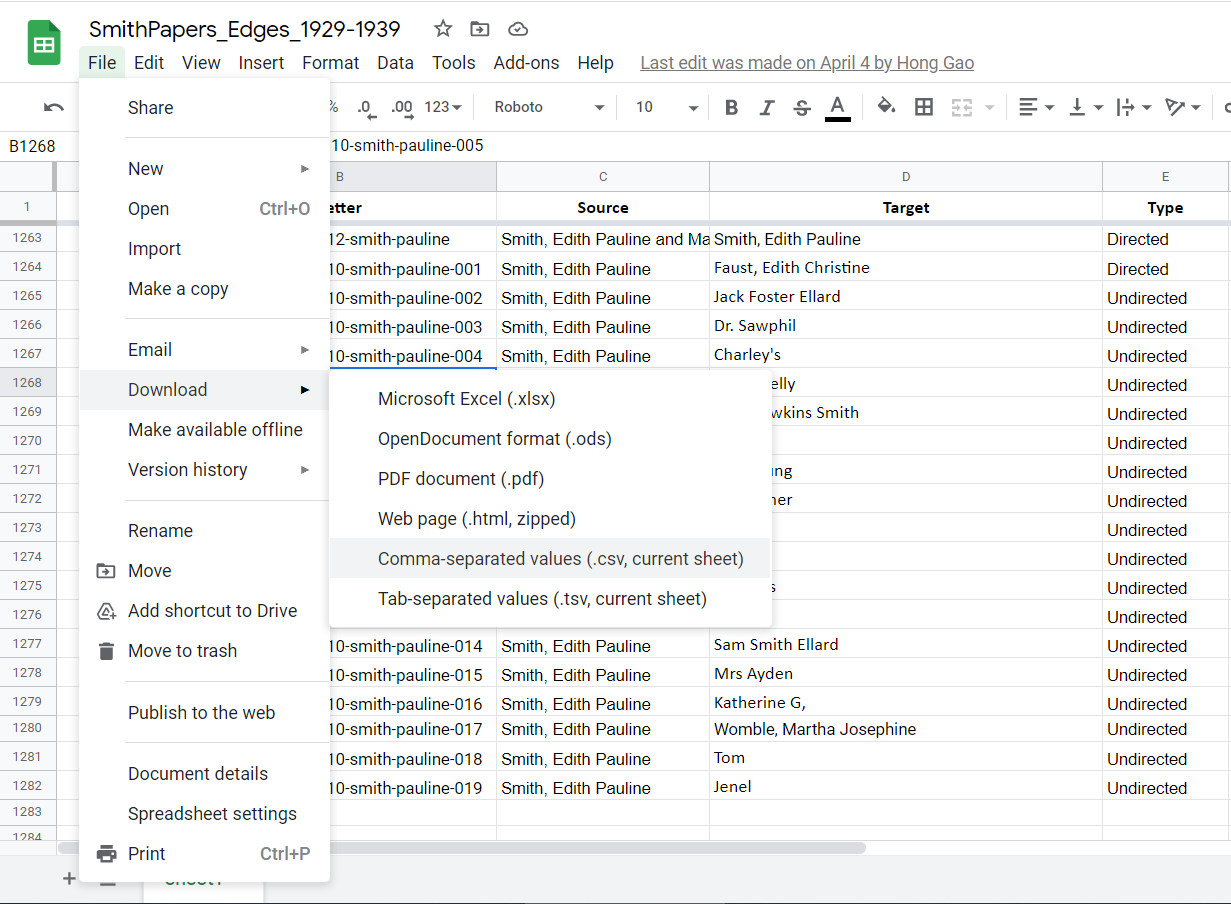 SmithPapers_Edges_1929-1939
File Edit View Insert Format Data Tools Add-ons Help Last edit was made on April 4 by Hong Gao
% .0 .00 123 Roboto 10 B I S A
B1268 10-smith-pauline-005
B C D E
1 etter Source Target Type
1263 12-smith-pauline Smith, Edith Pauline and Ma Smith, Edith Pauline Directed
1264 10-smith-pauline-001 Smith, Edith Pauline Faust, Edith Christine Directed
1265 10-smith-pauline-002 Smith, Edith Pauline Jack Foster Ellard Undirected
1266 10-smith-pauline-003 Smith, Edith Pauline Dr. Sawphil Undirected
1267 10-smith-pauline-004 Smith, Edith Pauline Charley's Undirected
1268 elly Undirected
1269 wkins Smith Undirected
1270 Undirected
1271 ng Undirected
1272 ner Undirected
1273 Undirected
1274 Undirected
1275 s Undirected
1276 Undirected
1277 10-smith-pauline-014 Smith, Edith Pauline Sam Smith Ellard Undirected
1278 10-smith-pauline-015 Smith, Edith Pauline Mrs Ayden Undirected
1279 10-smith-pauline-016 Smith, Edith Pauline Katherine G, Undirected
1280 10-smith-pauline-017 Smith, Edith Pauline Womble, Martha Josephine Undirected
1281 10-smith-pauline-018 Smith, Edith Pauline Tom Undirected
1282 10-smith-pauline-019 Smith, Edith Pauline Jenel Undirected
1283
1284
Share
New
Open Ctrl+O
Import
Make a copy
Email
Download
Make available offline
Version history
Rename
Move
Add shortcut to Drive
Move to trash
Publish to the web
Document details
Spreadsheet settings
Print Ctrl+P
Microsoft Excel (.xlsx)
OpenDocument format (.ods)
PDF document (.pdf)
Web page (.html, zipped)
Comma-separated values (.csv, current sheet)
Tab-separated values (.tsv, current sheet)